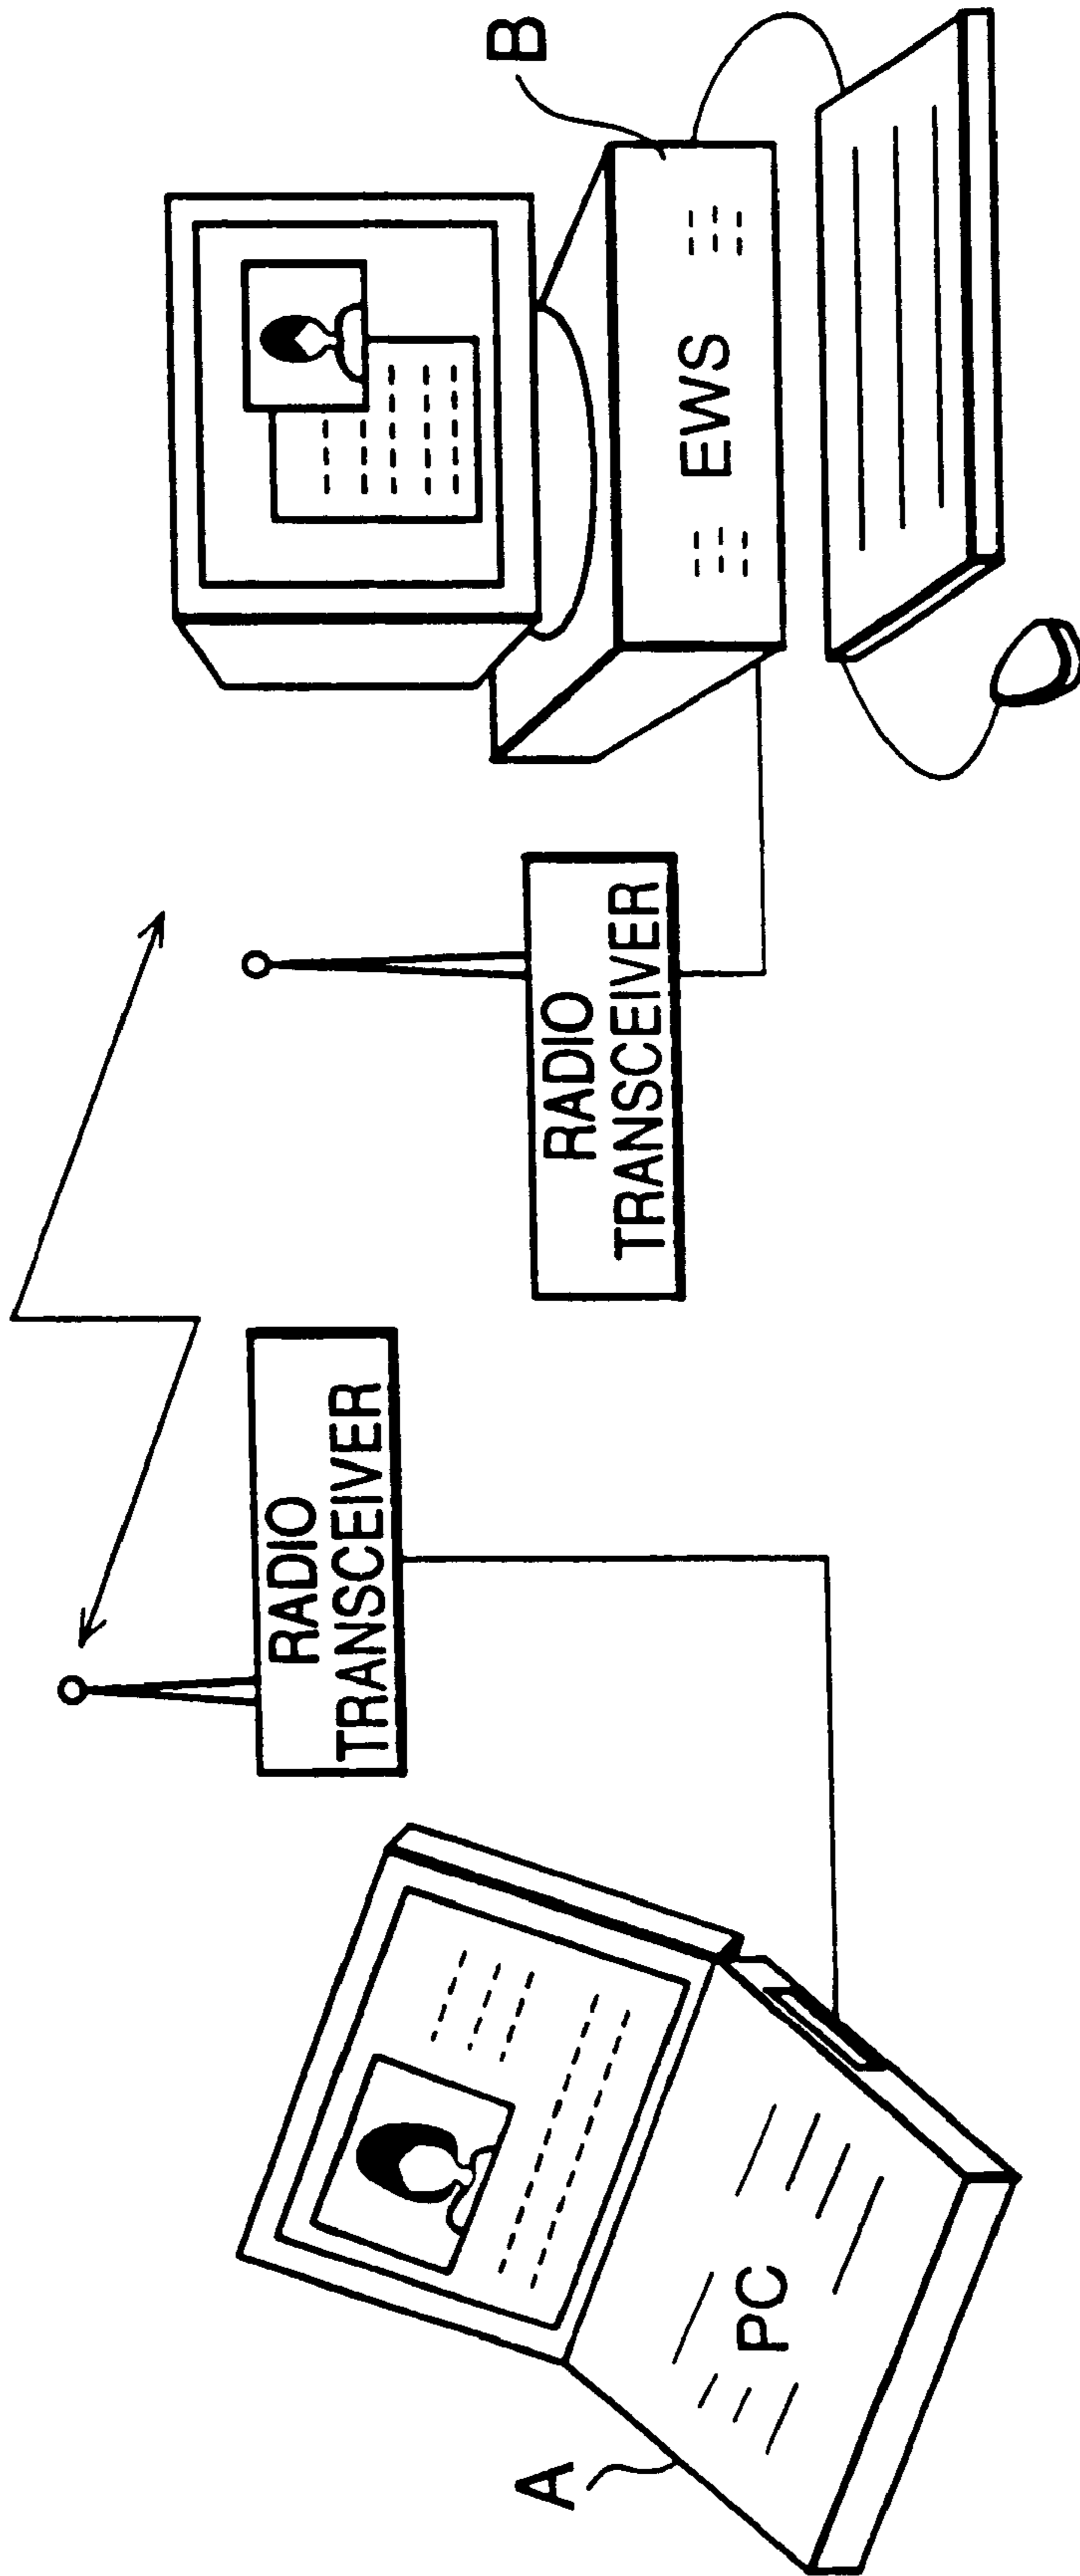 A
PC
RADIO
TRANSCEIVER
RADIO
TRANSCEIVER
B
EWS